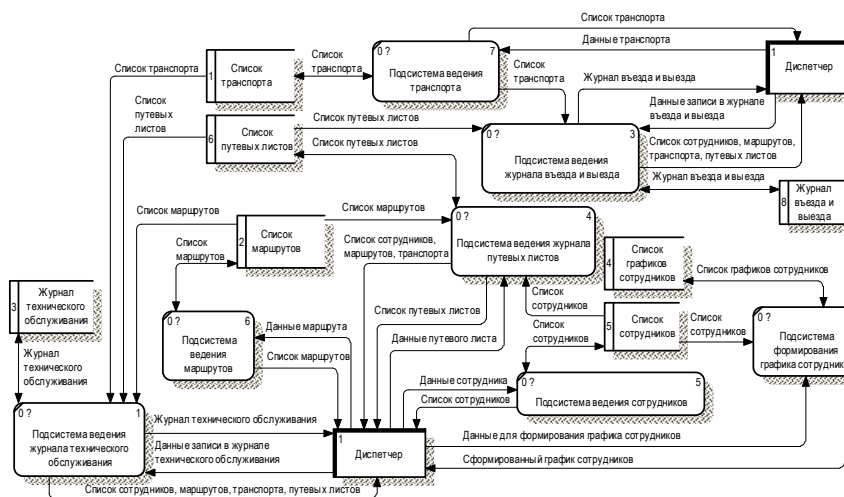 Список транспорта
Данные транспорта
1
Диспетчер
Список транспорта
1
Список
транспорта
Список
транспорта
0 ?
7
Подсистема ведения
транспорта
Список
транспорта
Журнал въезда и выезда
Данные записи в журнале
въезда и выезда
Список
путевых
листов
6
Список
путевых листов
Список путевых листов
Список путевых листов
0 ?
3
Подсистема ведения
журнала въезда и выезда
Список сотрудников, маршрутов,
транспорта, путевых листов
Журнал въезда и выезда
8
Журнал
въезда и
выезда
Список маршрутов
2
Список
маршрутов
Список маршрутов
Список
маршрутов
Список сотрудников,
маршрутов, транспорта
0 ?
4
Подсистема ведения журнала
путевых листов
4
Список
графиков
сотрудников
Список графиков сотрудников
3
Журнал
технического
обслуживания
Журнал
технического
обслуживания
0 ?
6
Подсистема
ведения
маршрутов
Данные маршрута
Список маршрутов
Список путевых листов
Данные путевого листа
Список
сотрудников
Список
сотрудников
5
Список
сотрудников
Список
сотрудников
0 ?
Подсистема
формирования
графика сотрудник
Данные сотрудника
Список сотрудников
0 ?
5
Подсистема ведения сотрудников
0 ?
1
Подсистема ведения
журнала технического
обслуживания
Журнал технического обслуживания
Данные записи в журнале
технического обслуживания
1
Диспетчер
Данные для формирования графика сотрудников
Сформированный график сотрудников
Список сотрудников, маршрутов, транспорта, путевых листов